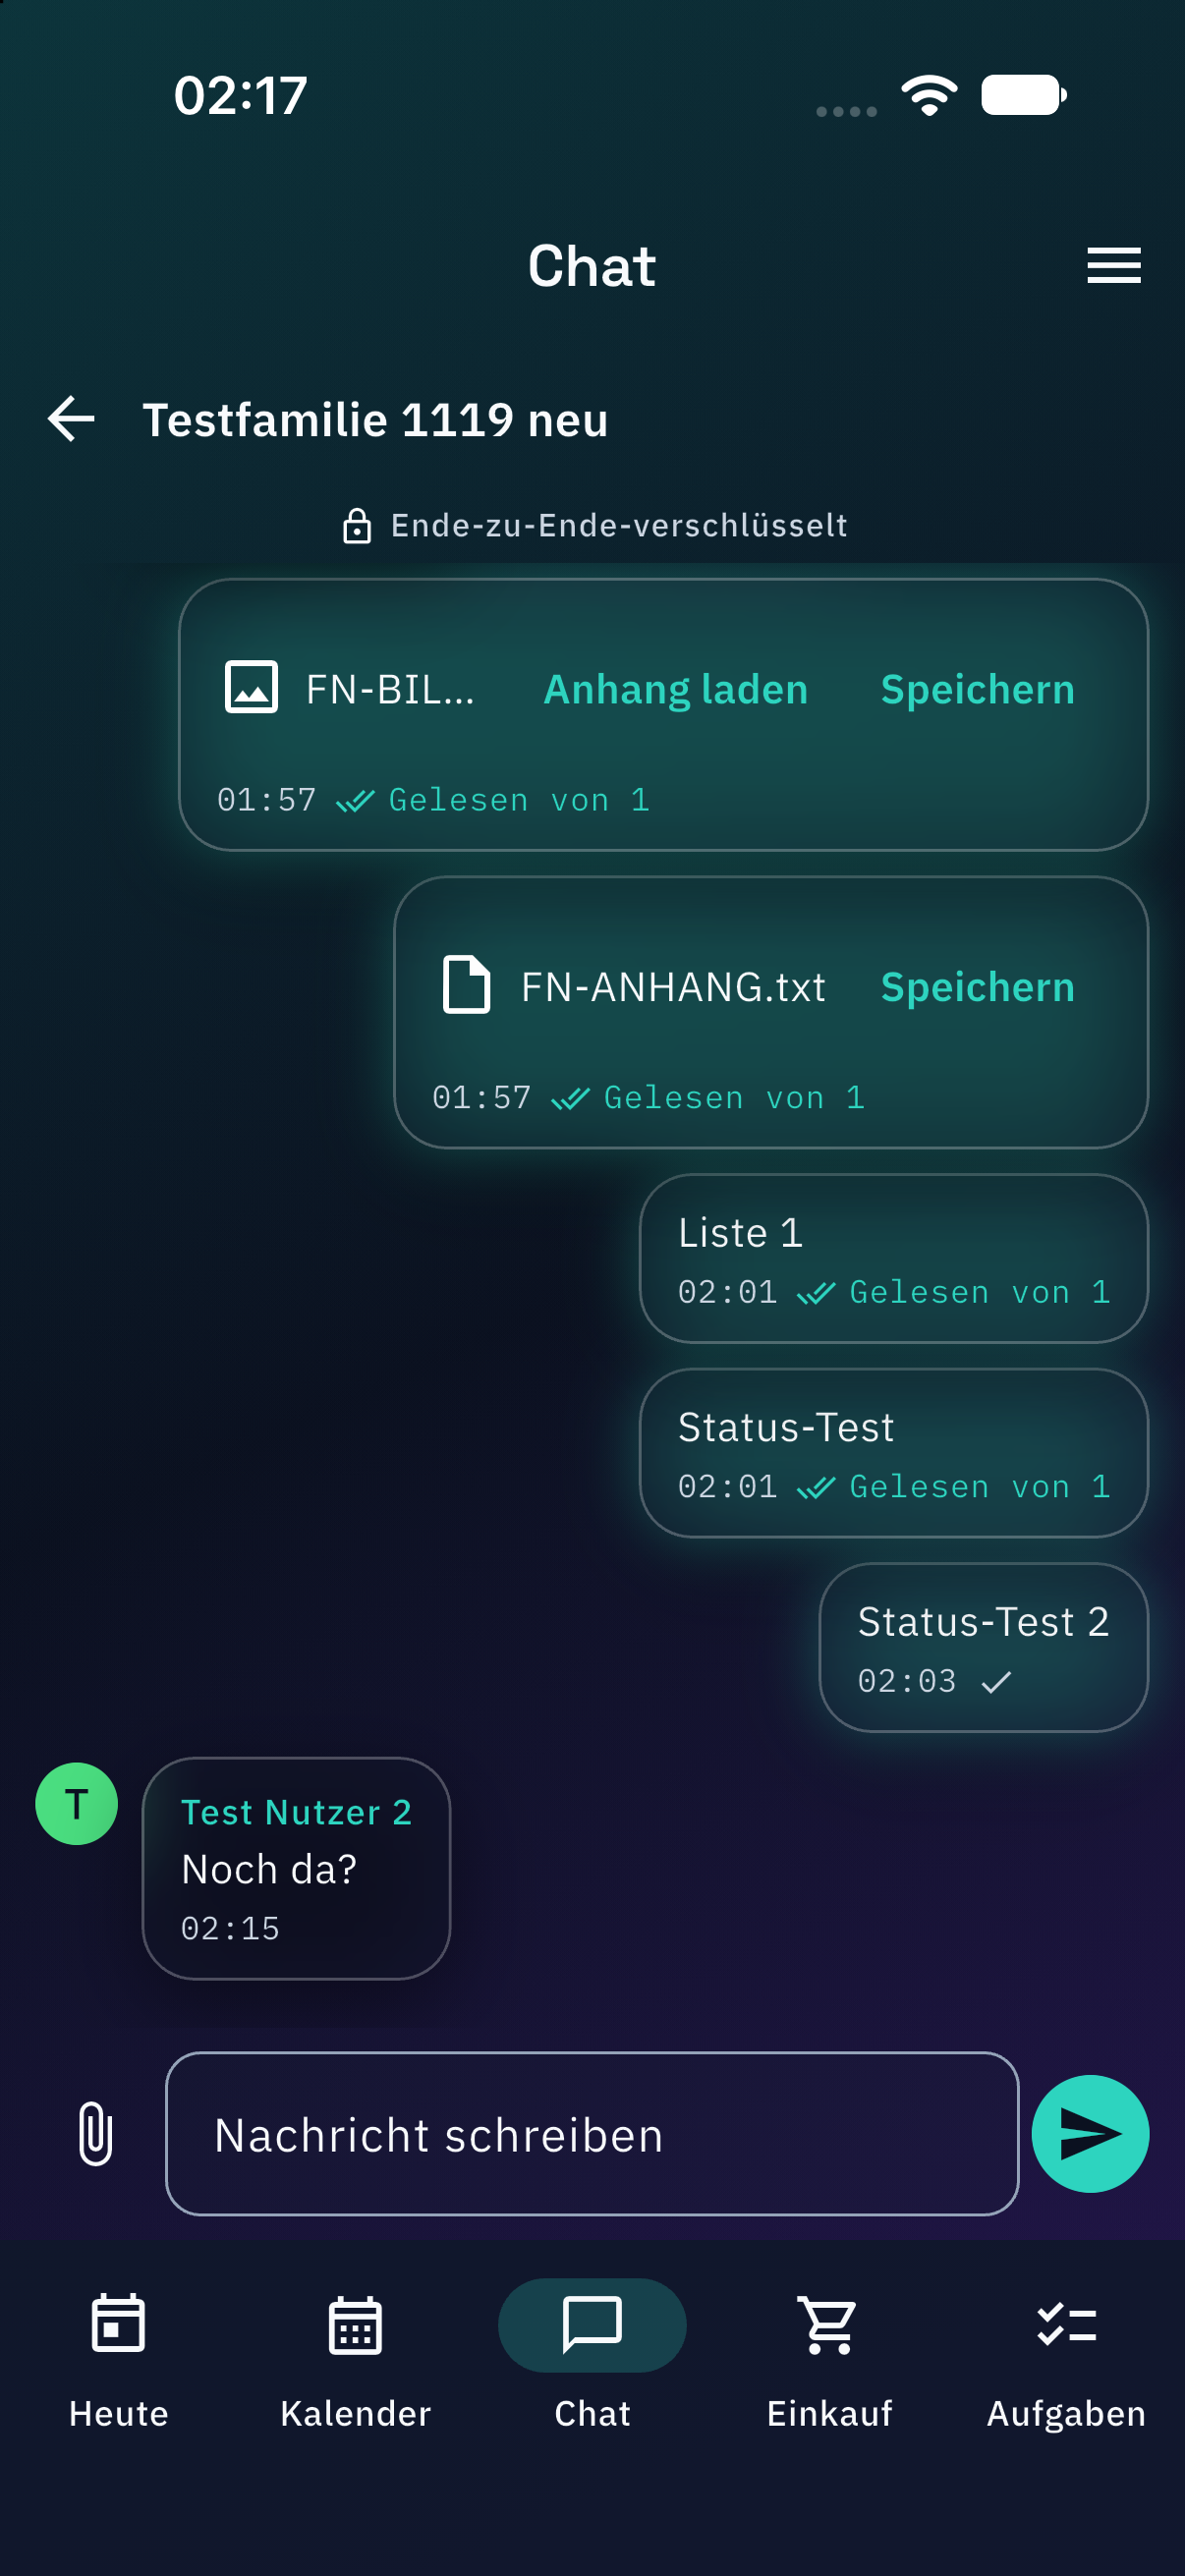 02:17
Chat
Testfamilie 1119 neu
Ende-zu-Ende-verschlüsselt
FN-BIL... Anhang laden Speichern
01:57 Gelesen von 1
FN-ANHANG.txt Speichern
01:57 Gelesen von 1
Liste 1
02:01 Gelesen von 1
Status-Test
02:01 Gelesen von 1
Status-Test 2
02:03
T
Test Nutzer 2
Noch da?
02:15
Nachricht schreiben
Heute Kalender Chat Einkauf Aufgaben